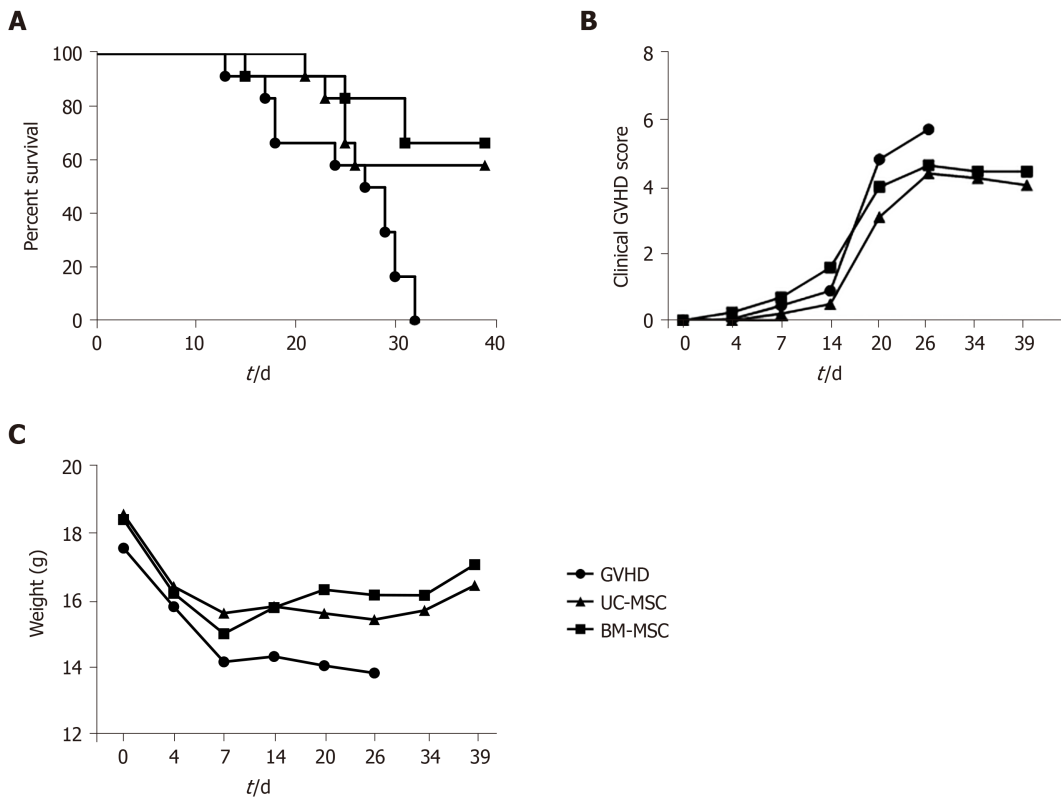 A
Percent survival
100
80
60
40
20
0
0 10 20 30 40
t/d
B
Clinical GVHD score
8
6
4
2
0
0 4 7 14 20 26 34 39
t/d
C
Weight (g)
20
18
16
14
12
0 4 7 14 20 26 34 39
t/d
GVHD
UC-MSC
BM-MSC